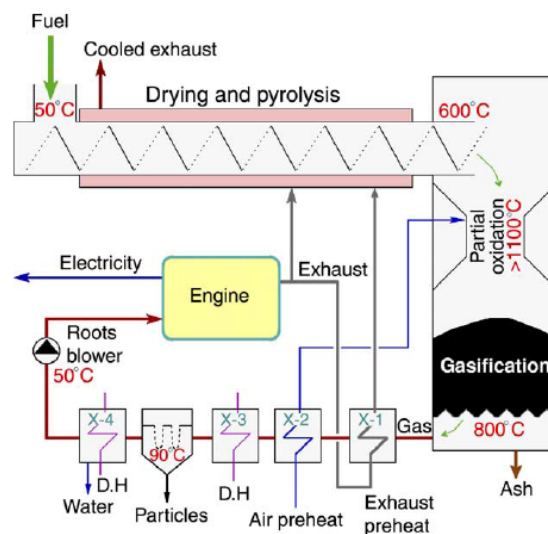 Fuel
Cooled exhaust
50°C
Drying and pyrolysis
600°C
Partial
oxidation
>1100°C
Electricity
Engine
Exhaust
Roots
blower
50°C
Gasification
X-4
X-3
X-2
X-1
Gas
800°C
90°C
D.H
D.H
Water
Particles
Air preheat
Exhaust
preheat
Ash